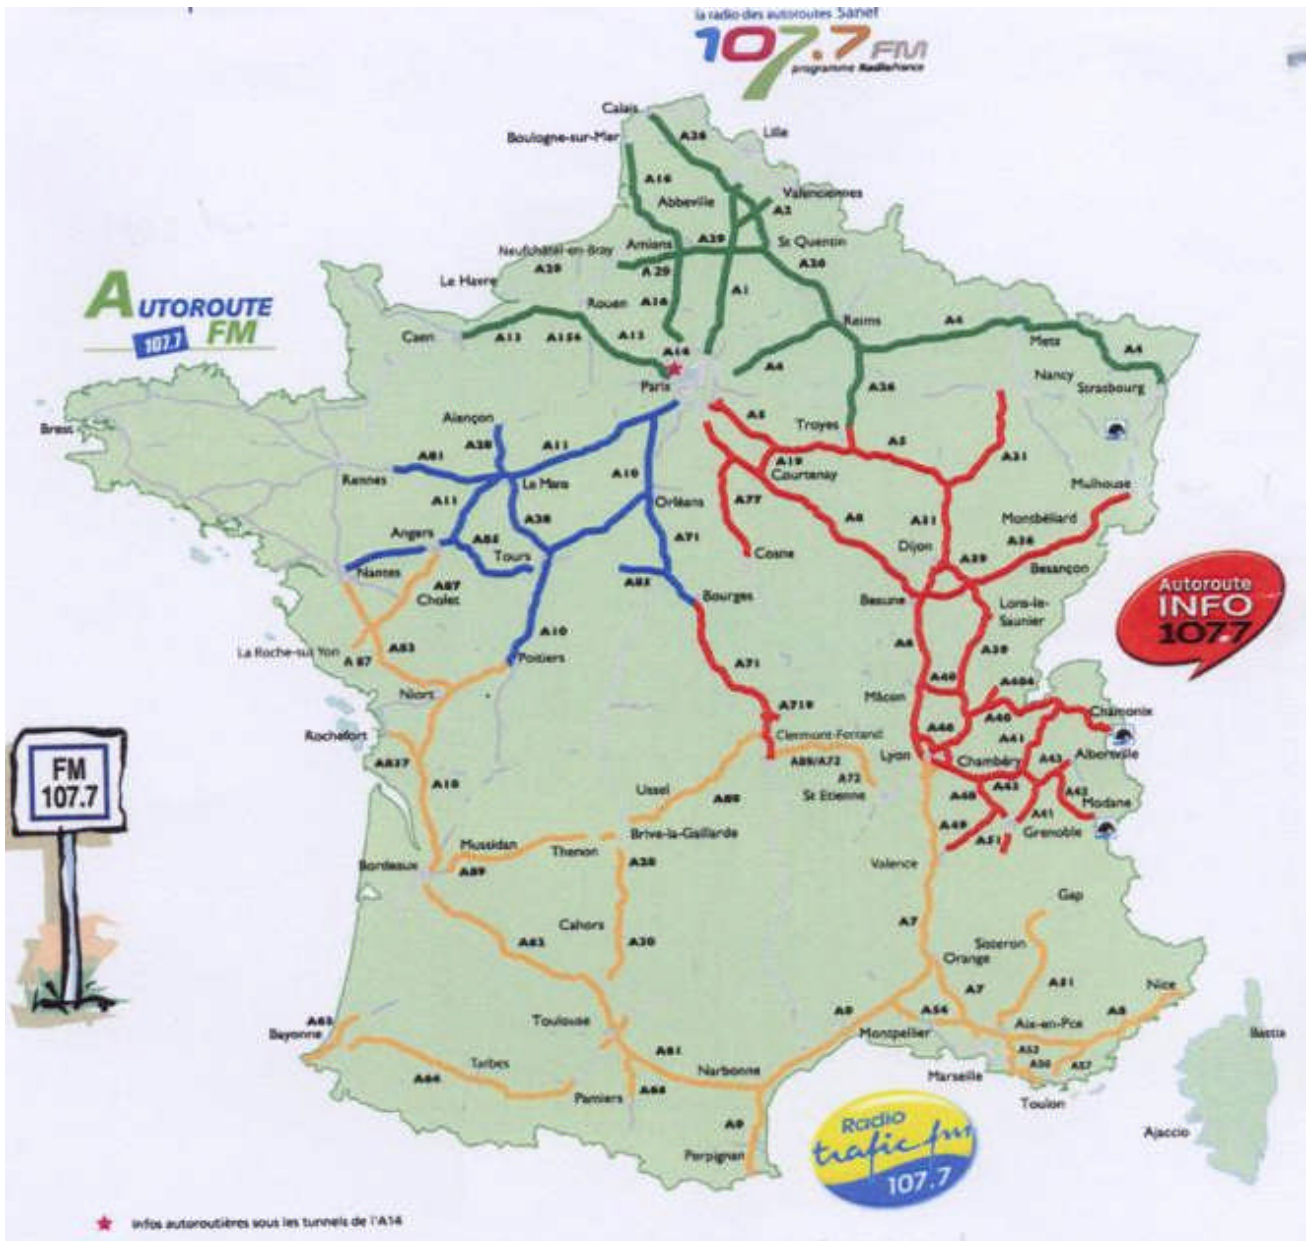 la radio des autoroutes Sanef
107.7 FM
programme RadioFrance
Calais
A26
Lille
Boulogne-sur-Mer
A16
Abbeville
Valenciennes
A2
Neufchâtel-en-Bray
Amiens
A29
St Quentin
A29
A29
A26
Le Havre
Rouen
A16
A1
AUTOROUTE
107.7 FM
Caen
A13
A13
Reims
A4
Metz
A4
A14
A4
Paris
Nancy
Strasbourg
A26
Brest
Alençon
A28
A11
A5
Troyes
A5
A31
A81
Rennes
Le Mans
A10
A19
Courtenay
Mulhouse
A11
Orléans
A77
A6
A31
Montbéliard
A36
Angers
A85
A28
Tours
A71
Cosne
Dijon
A39
Besançon
Nantes
A87
Cholet
A85
Bourges
Beaune
Lons-le-
Saunier
Autoroute
INFO
107.7
La Roche-sur Yon
A 87
A83
A10
Poitiers
A71
A6
A39
Niort
Mâcon
A40
A404
A719
Chamonix
Rochefort
Clermont-Ferrand
A40
A41
A837
A89/A72
Lyon
Chambéry
A43
Albertville
FM
107.7
A10
Ussel
A89
A72
St Etienne
A48
A43
A43
Modane
A41
Mussidan
Thenon
Brive-la-Gaillarde
A49
A51
Grenoble
Bordeaux
A89
A20
Valence
Gap
Cahors
A20
A7
Sisteron
Orange
A7
A51
Nice
A63
Bayonne
Toulouse
A9
A54
Montpellier
Aix-en-Pce
A8
Bastia
Tarbes
A64
A61
Narbonne
A52
A50
A57
Pamiers
A66
Marseille
Toulon
Radio
trafic fm
107.7
Ajaccio
A9
Perpignan
Infos autoroutières sous les tunnels de l'A14